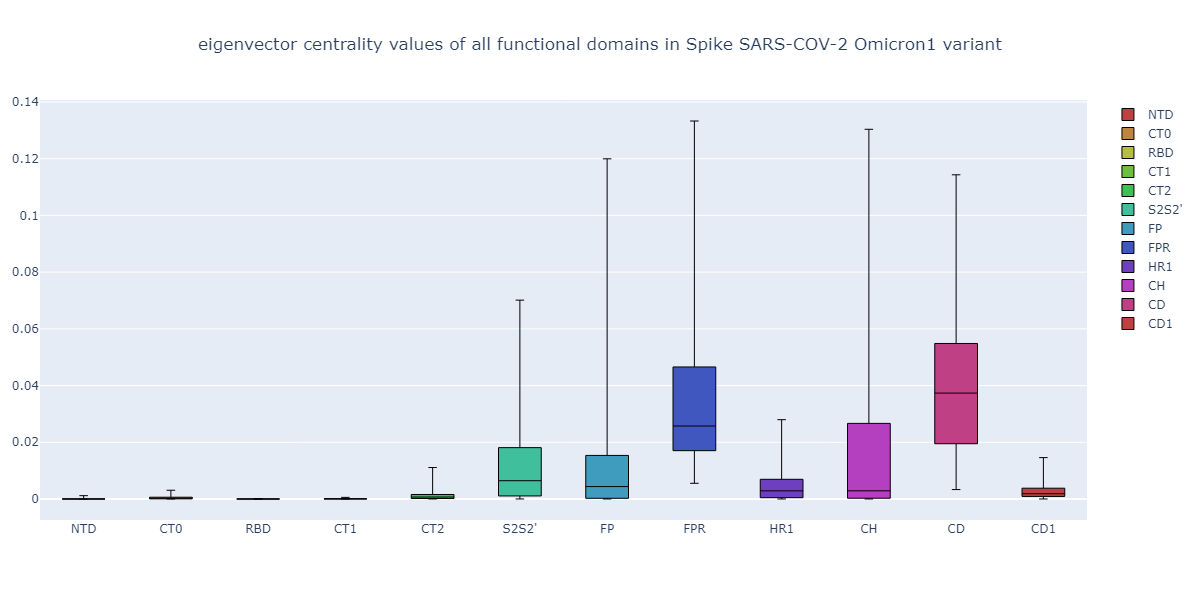 eigenvector centrality values of all functional domains in Spike SARS-COV-2 Omicron1 variant
0.14
0.12
0.1
0.08
0.06
0.04
0.02
0
NTD
CT0
RBD
CT1
CT2
S2S2'
FP
FPR
HR1
CH
CD
CD1
NTD
CT0
RBD
CT1
CT2
S2S2'
FP
FPR
HR1
CH
CD
CD1